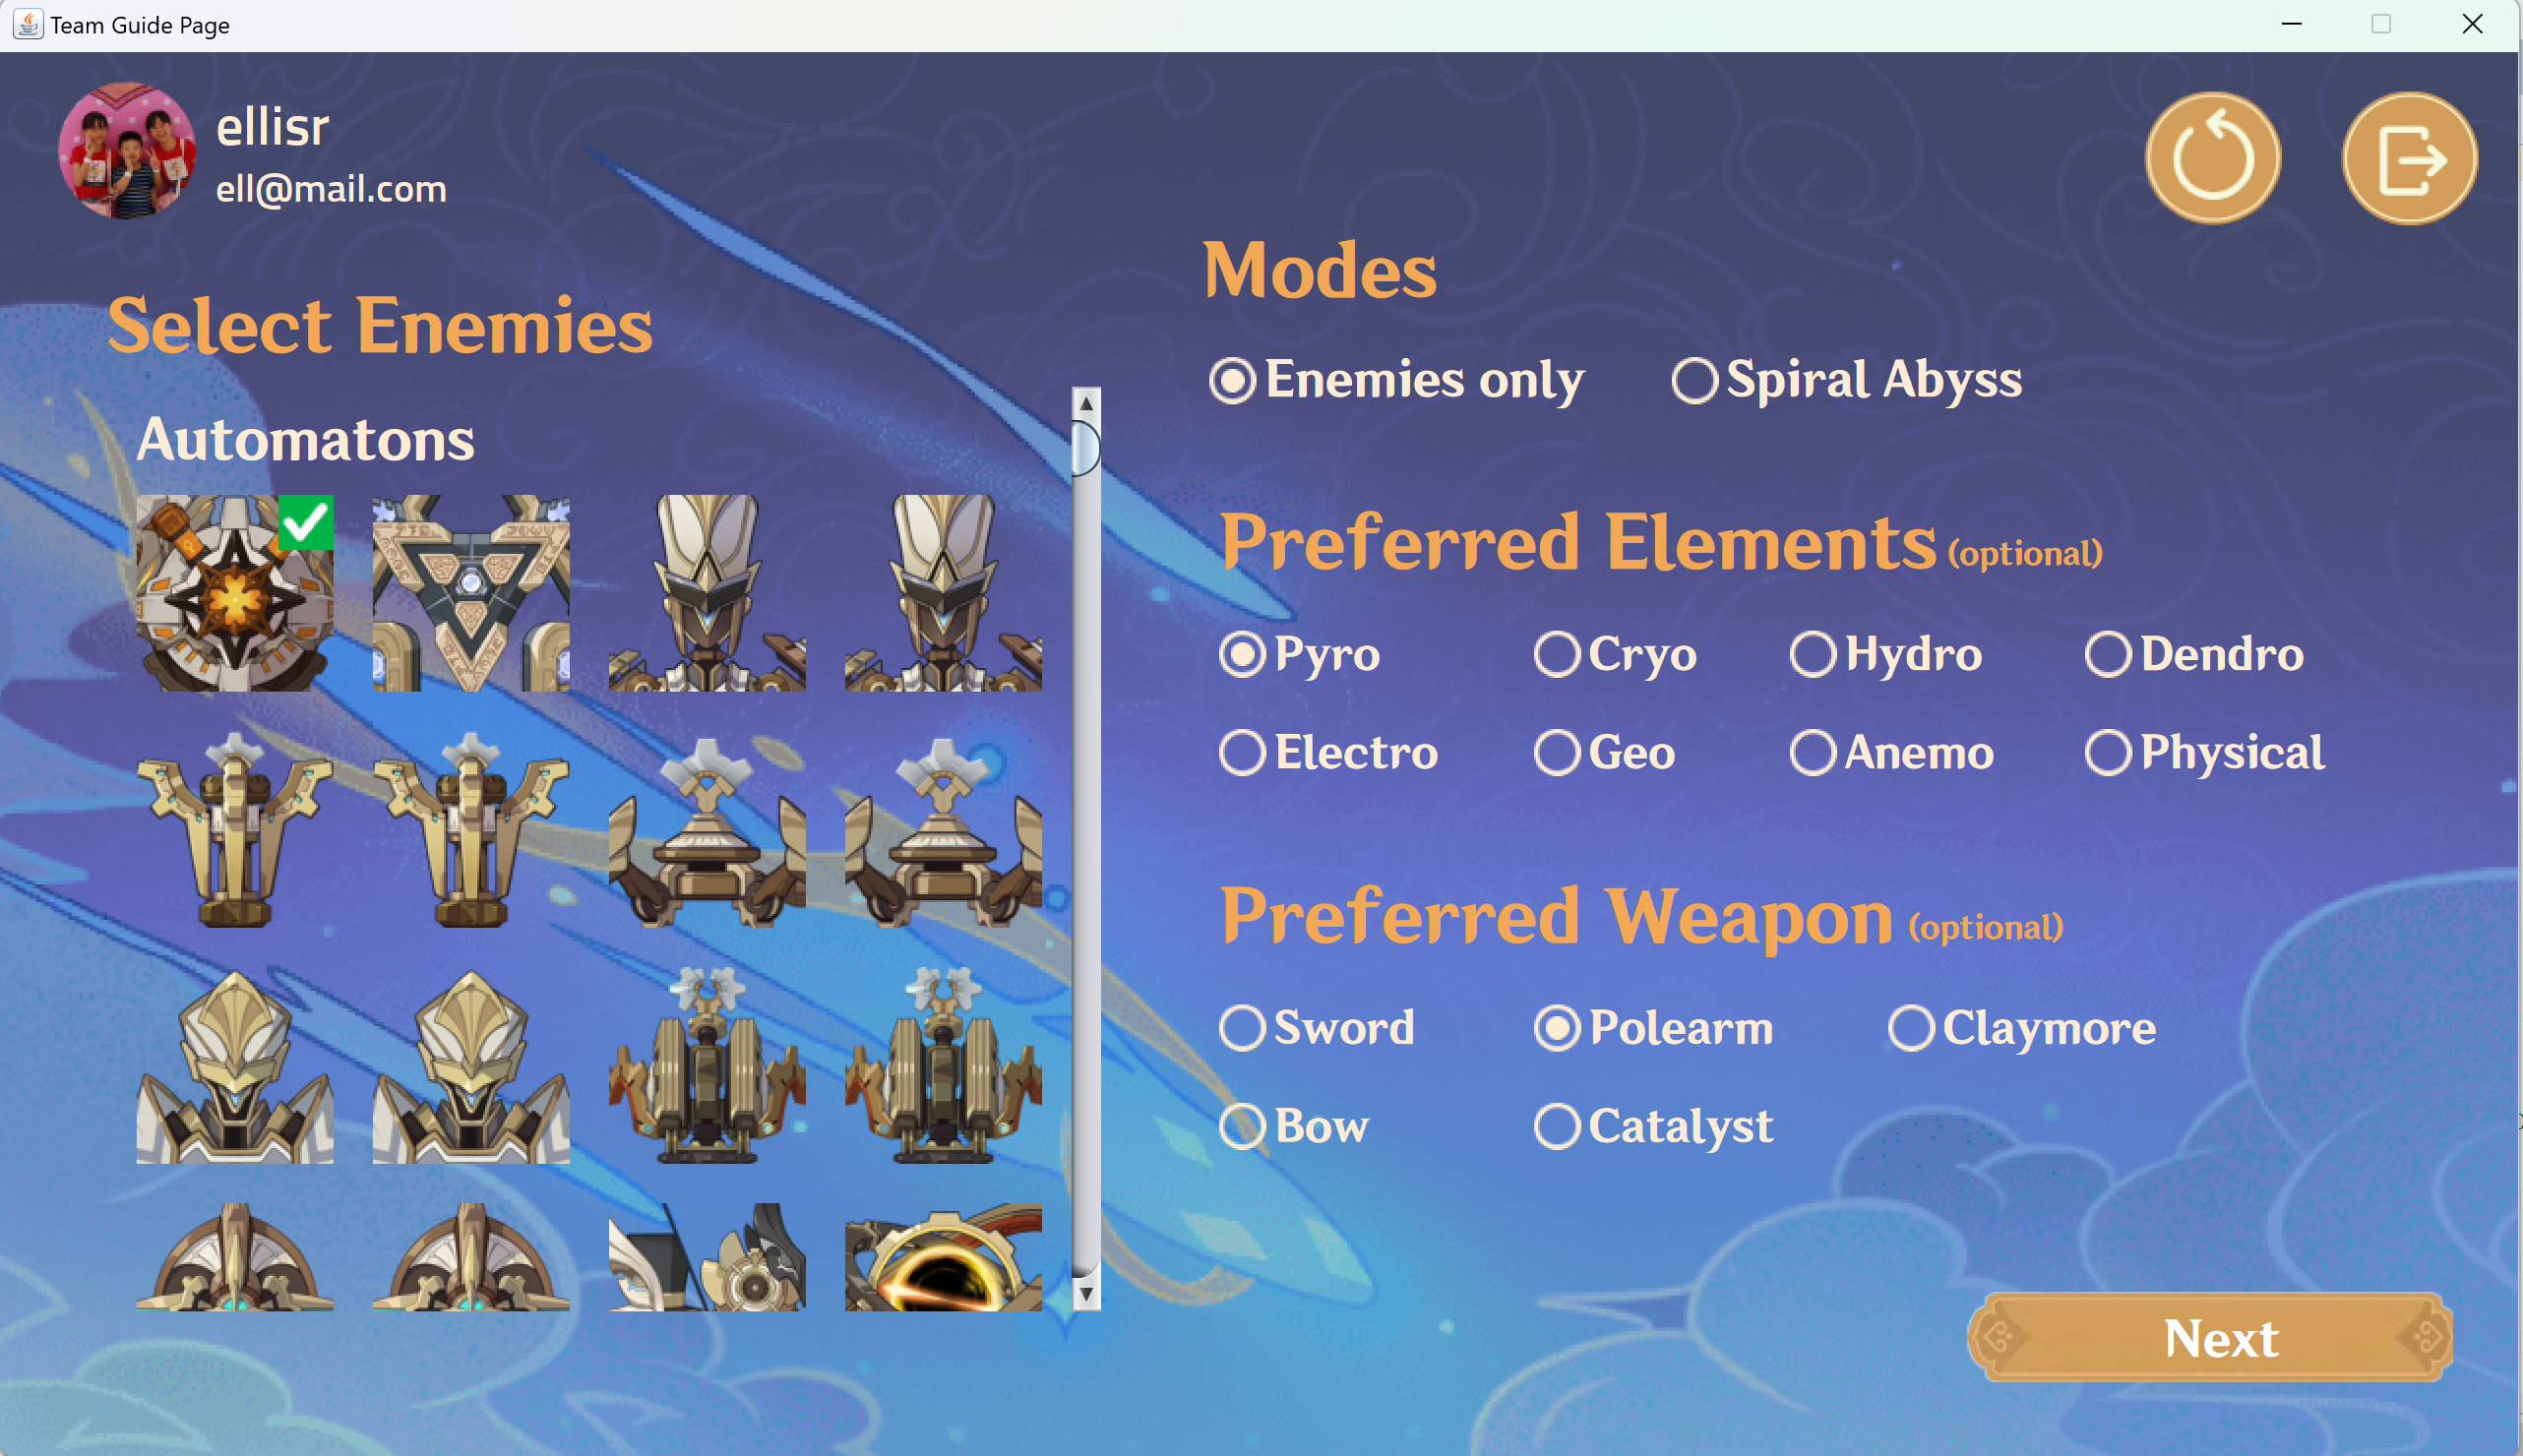 Team Guide Page
ellisr
ell@mail.com
Select Enemies
Automatons
Modes
Enemies only Spiral Abyss
Preferred Elements (optional)
Pyro Cryo Hydro Dendro
Electro Geo Anemo Physical
Preferred Weapon (optional)
Sword Polearm Claymore
Bow Catalyst
Next